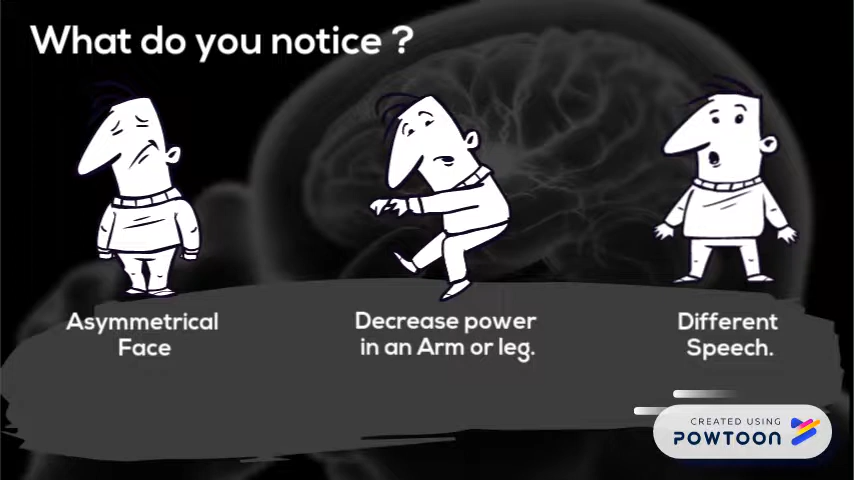 What do you notice ?
Asymmetrical
Face
Decrease power
in an Arm or leg.
Different
Speech.
CREATED USING
POWTOON